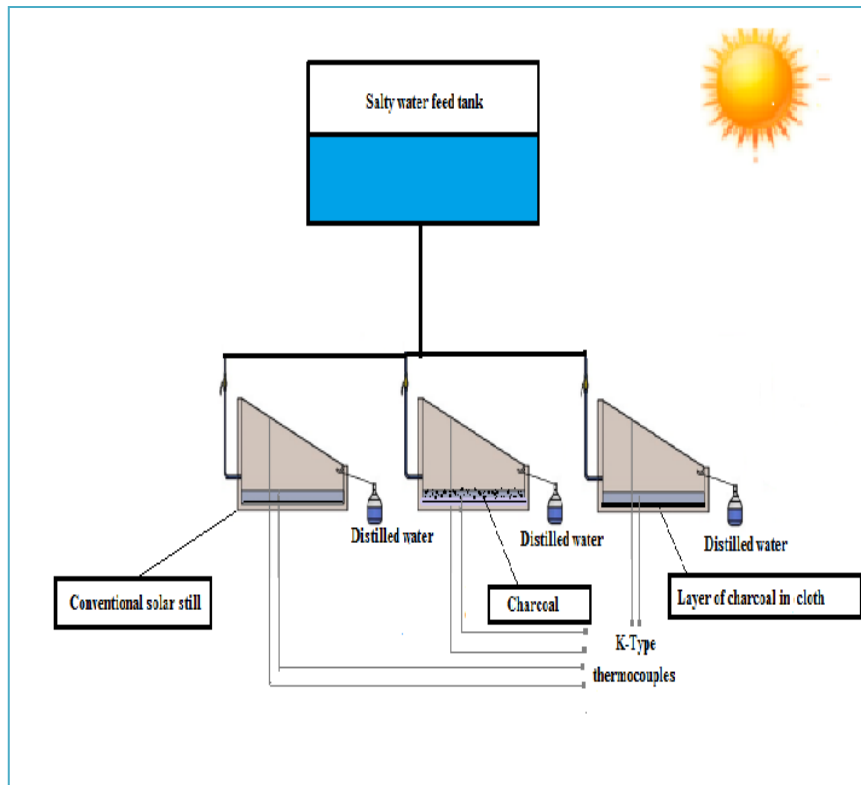 Salty water feed tank
Distilled water
Distilled water
Distilled water
Conventional solar still
Charcoal
Layer of charcoal in cloth
K-Type
thermocouples